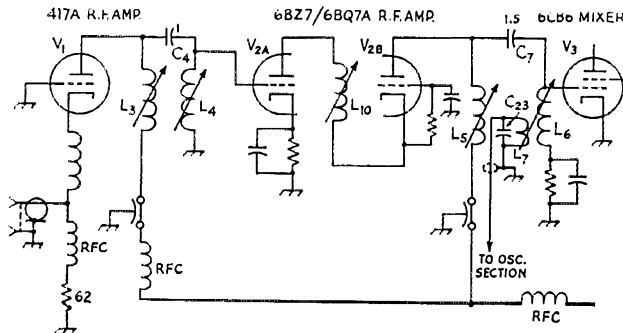 417A R.F. AMP.
6BZ7/6BQ7A R.F. AMP.
6CB6 MIXER
V1
1
C4
V2A
V2B
1.5
C7
V3
L3
L4
L10
L5
C23
L6
L7
RFC
RFC
62
TO OSC.
SECTION
RFC